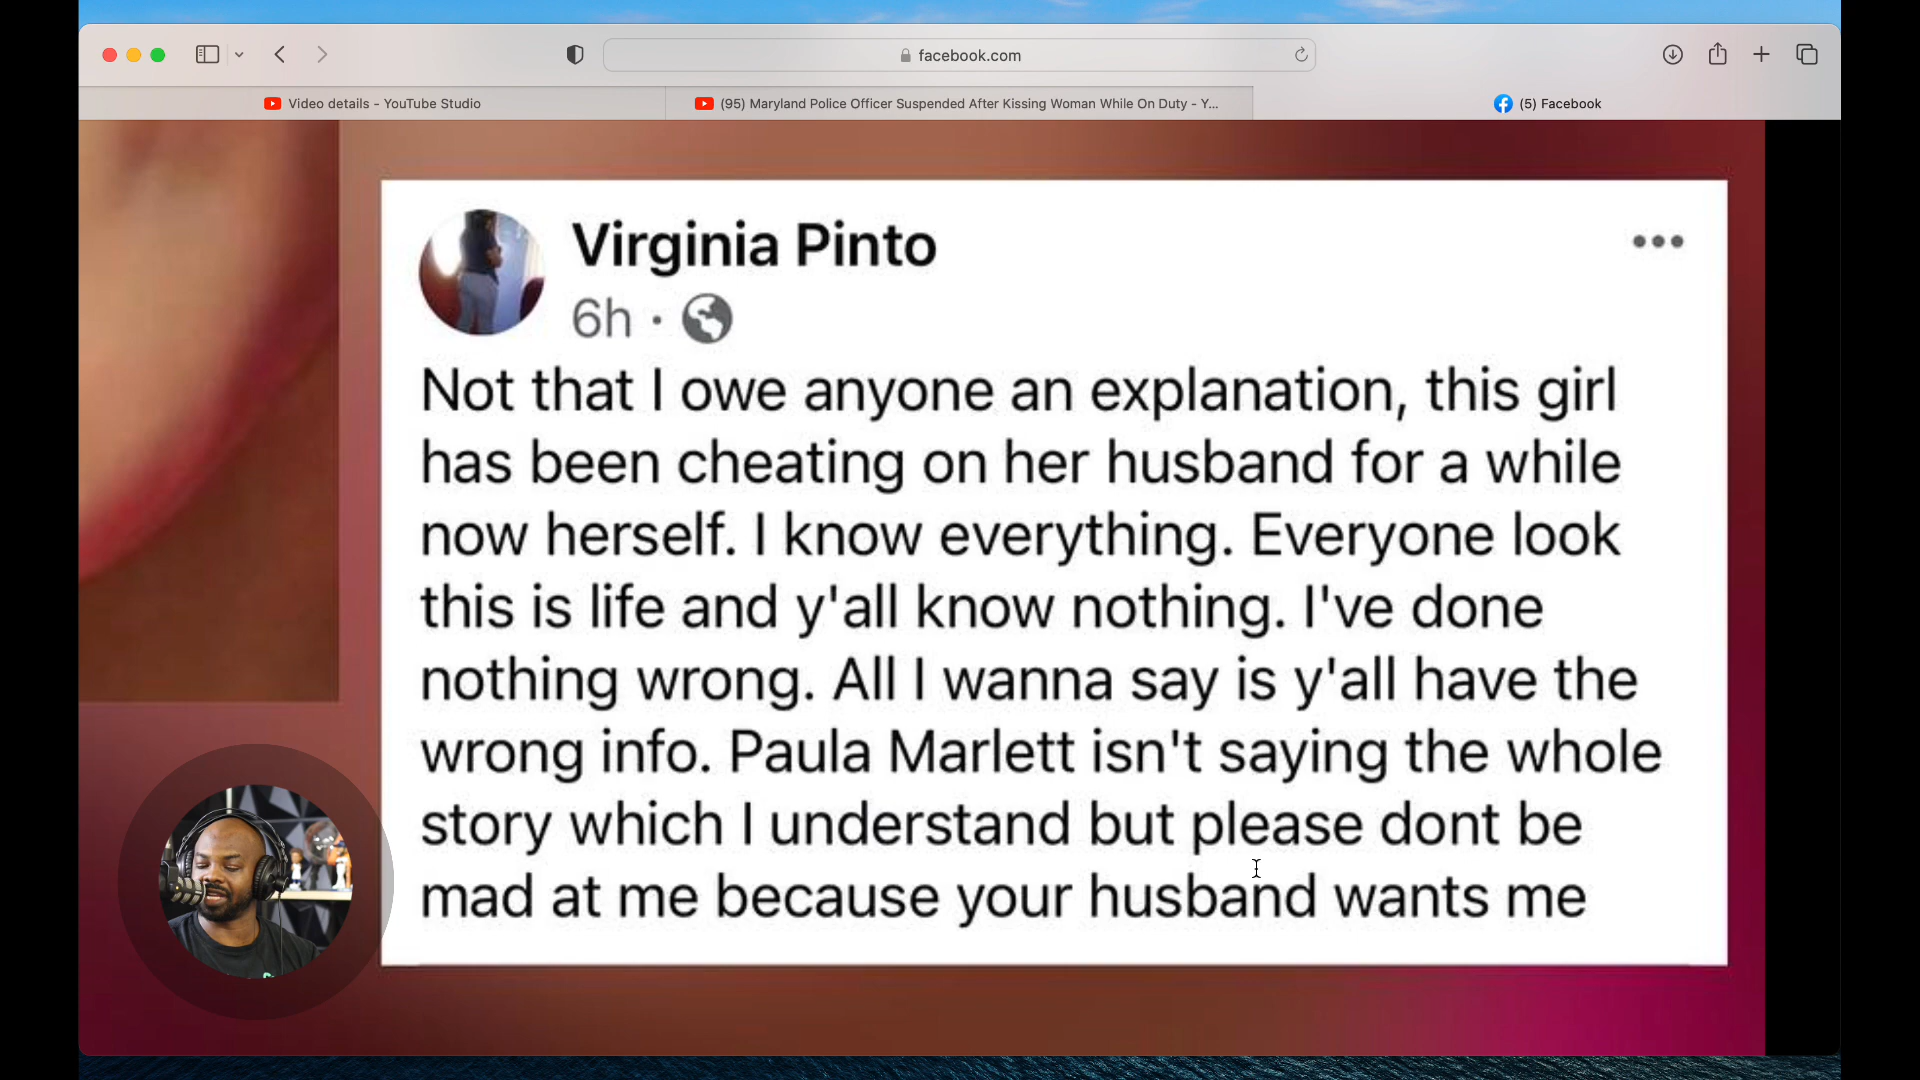 facebook.com
Video details - YouTube Studio
(95) Maryland Police Officer Suspended After Kissing Woman While On Duty - Y...
(5) Facebook
Virginia Pinto
6h ·
Not that I owe anyone an explanation, this girl
has been cheating on her husband for a while
now herself. I know everything. Everyone look
this is life and y'all know nothing. I've done
nothing wrong. All I wanna say is y'all have the
wrong info. Paula Marlett isn't saying the whole
story which I understand but please dont be
mad at me because your husband wants me